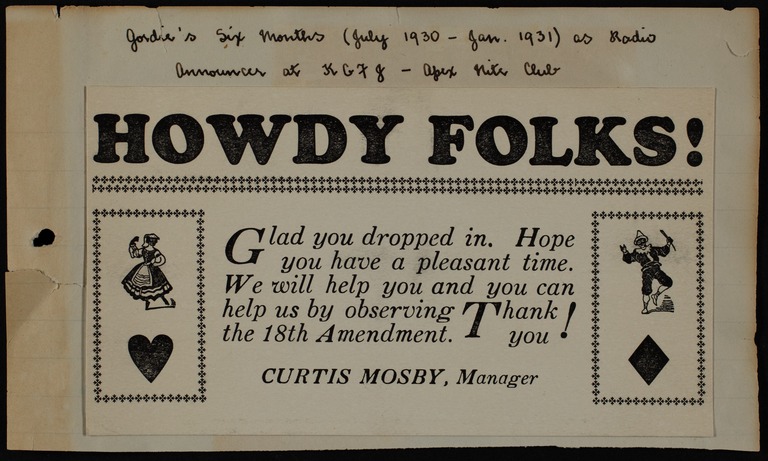 Gordie's Six Months (July 1930 - Jan. 1931) as Radio
Announcer at KGFJ - Apex Nite Club
HOWDY FOLKS!
Glad you dropped in. Hope
you have a pleasant time.
We will help you and you can
help us by observing Thank
the 18th Amendment. you!
CURTIS MOSBY, Manager